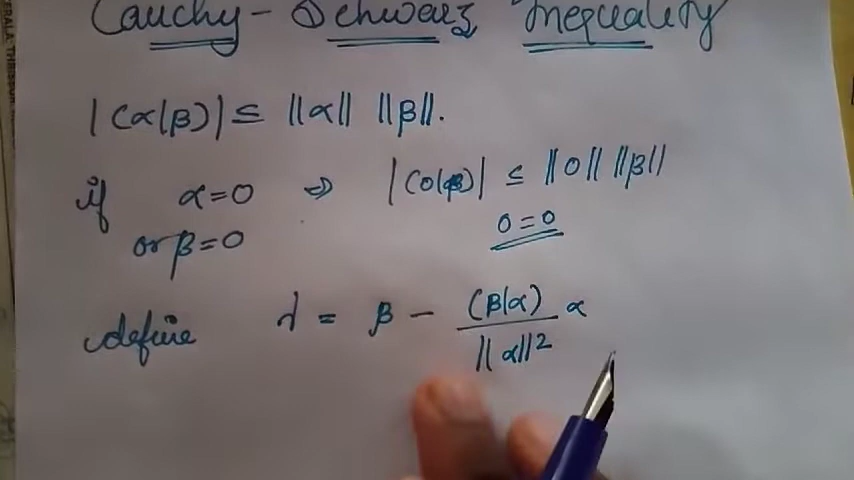 Cauchy - Schwarz Inequality
|(α|β)| ≤ ||α|| ||β||.
if α=0 ⇒ |(0|β)| ≤ ||0|| ||β||
or β=0 0=0
define λ = β - (β|α)/||α||² α